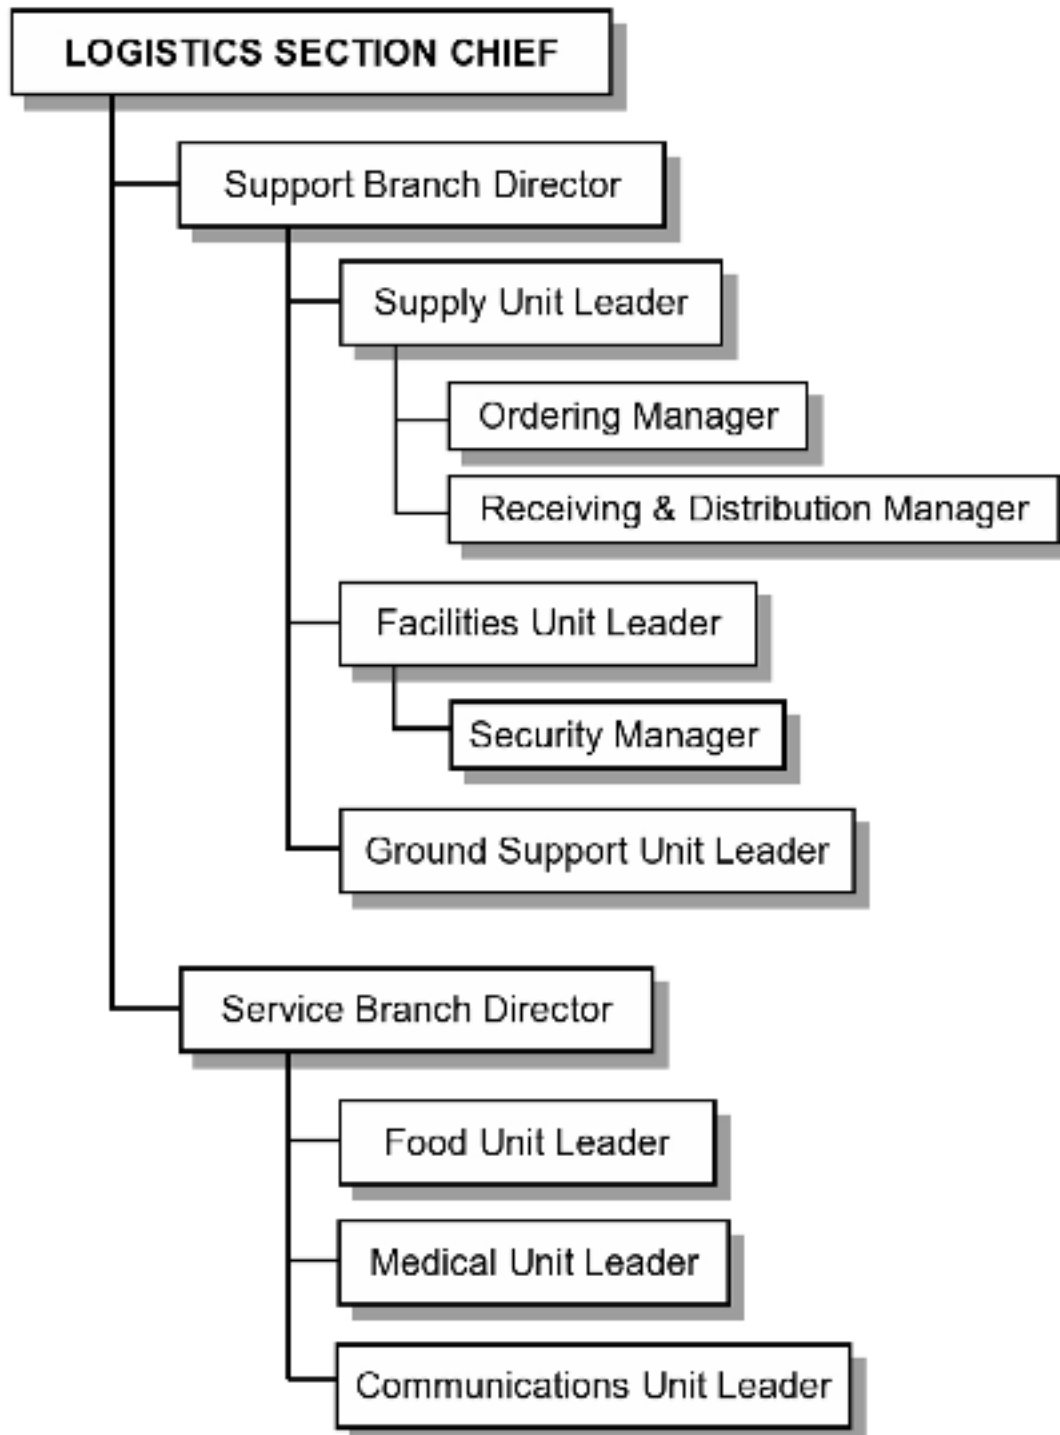 LOGISTICS SECTION CHIEF
Support Branch Director
Supply Unit Leader
Ordering Manager
Receiving & Distribution Manager
Facilities Unit Leader
Security Manager
Ground Support Unit Leader
Service Branch Director
Food Unit Leader
Medical Unit Leader
Communications Unit Leader